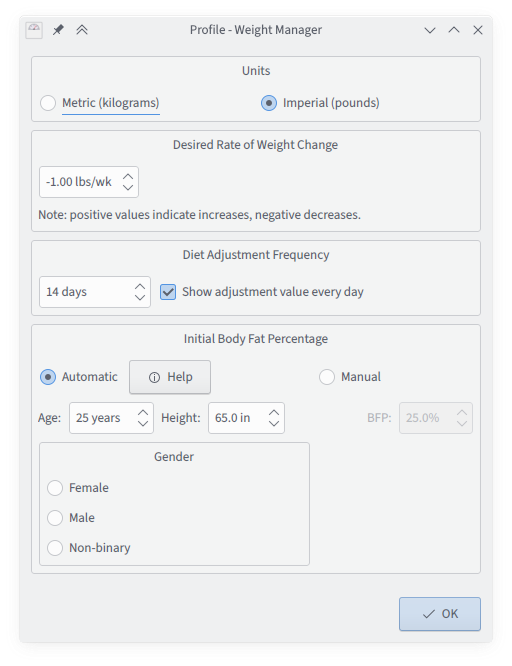 Profile - Weight Manager
Units
Metric (kilograms) Imperial (pounds)
Desired Rate of Weight Change
-1.00 lbs/wk
Note: positive values indicate increases, negative decreases.
Diet Adjustment Frequency
14 days Show adjustment value every day
Initial Body Fat Percentage
Automatic Help Manual
Age: 25 years Height: 65.0 in BFP: 25.0%
Gender
Female
Male
Non-binary
OK